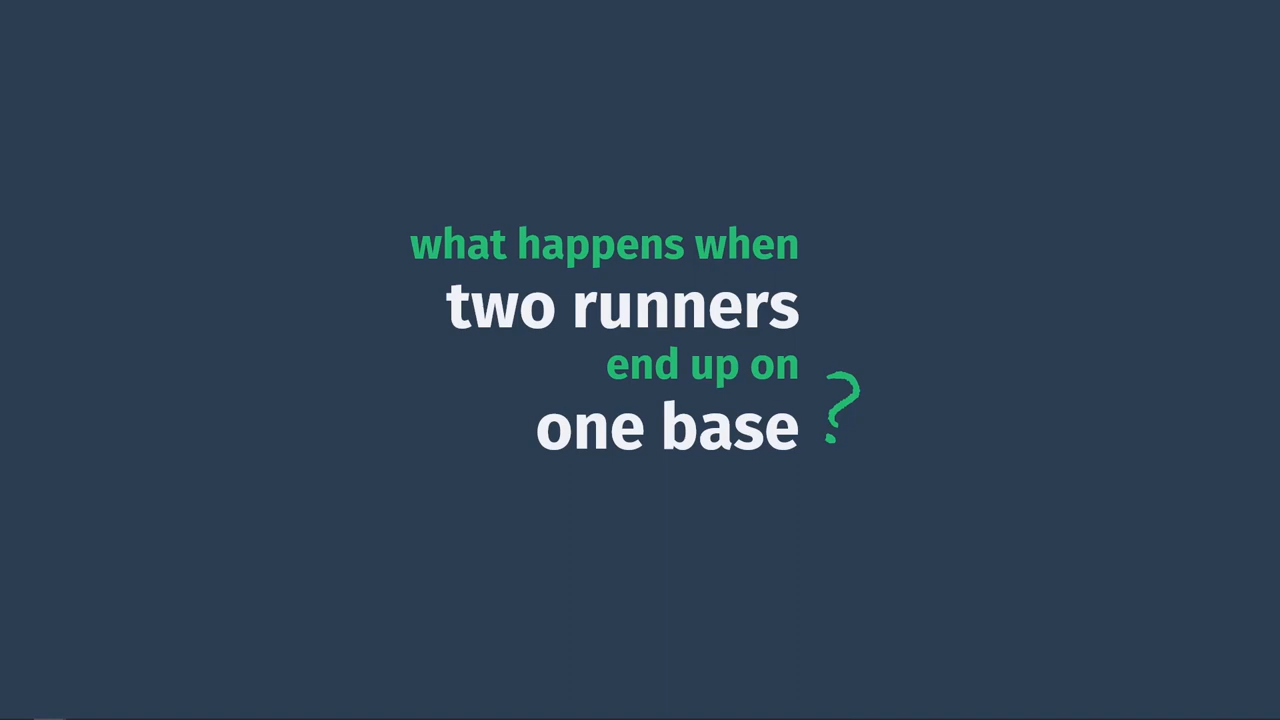 what happens when
two runners
end up on
one base?